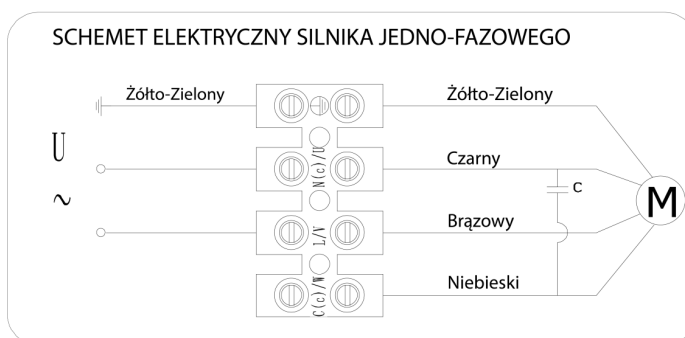 SCHEMET ELEKTRYCZNY SILNIKA JEDNO-FAZOWEGO
Żółto-Zielony
Żółto-Zielony
U
~
N(c)/U
Czarny
C
M
L/V
Brązowy
C(c)/W
Niebieski